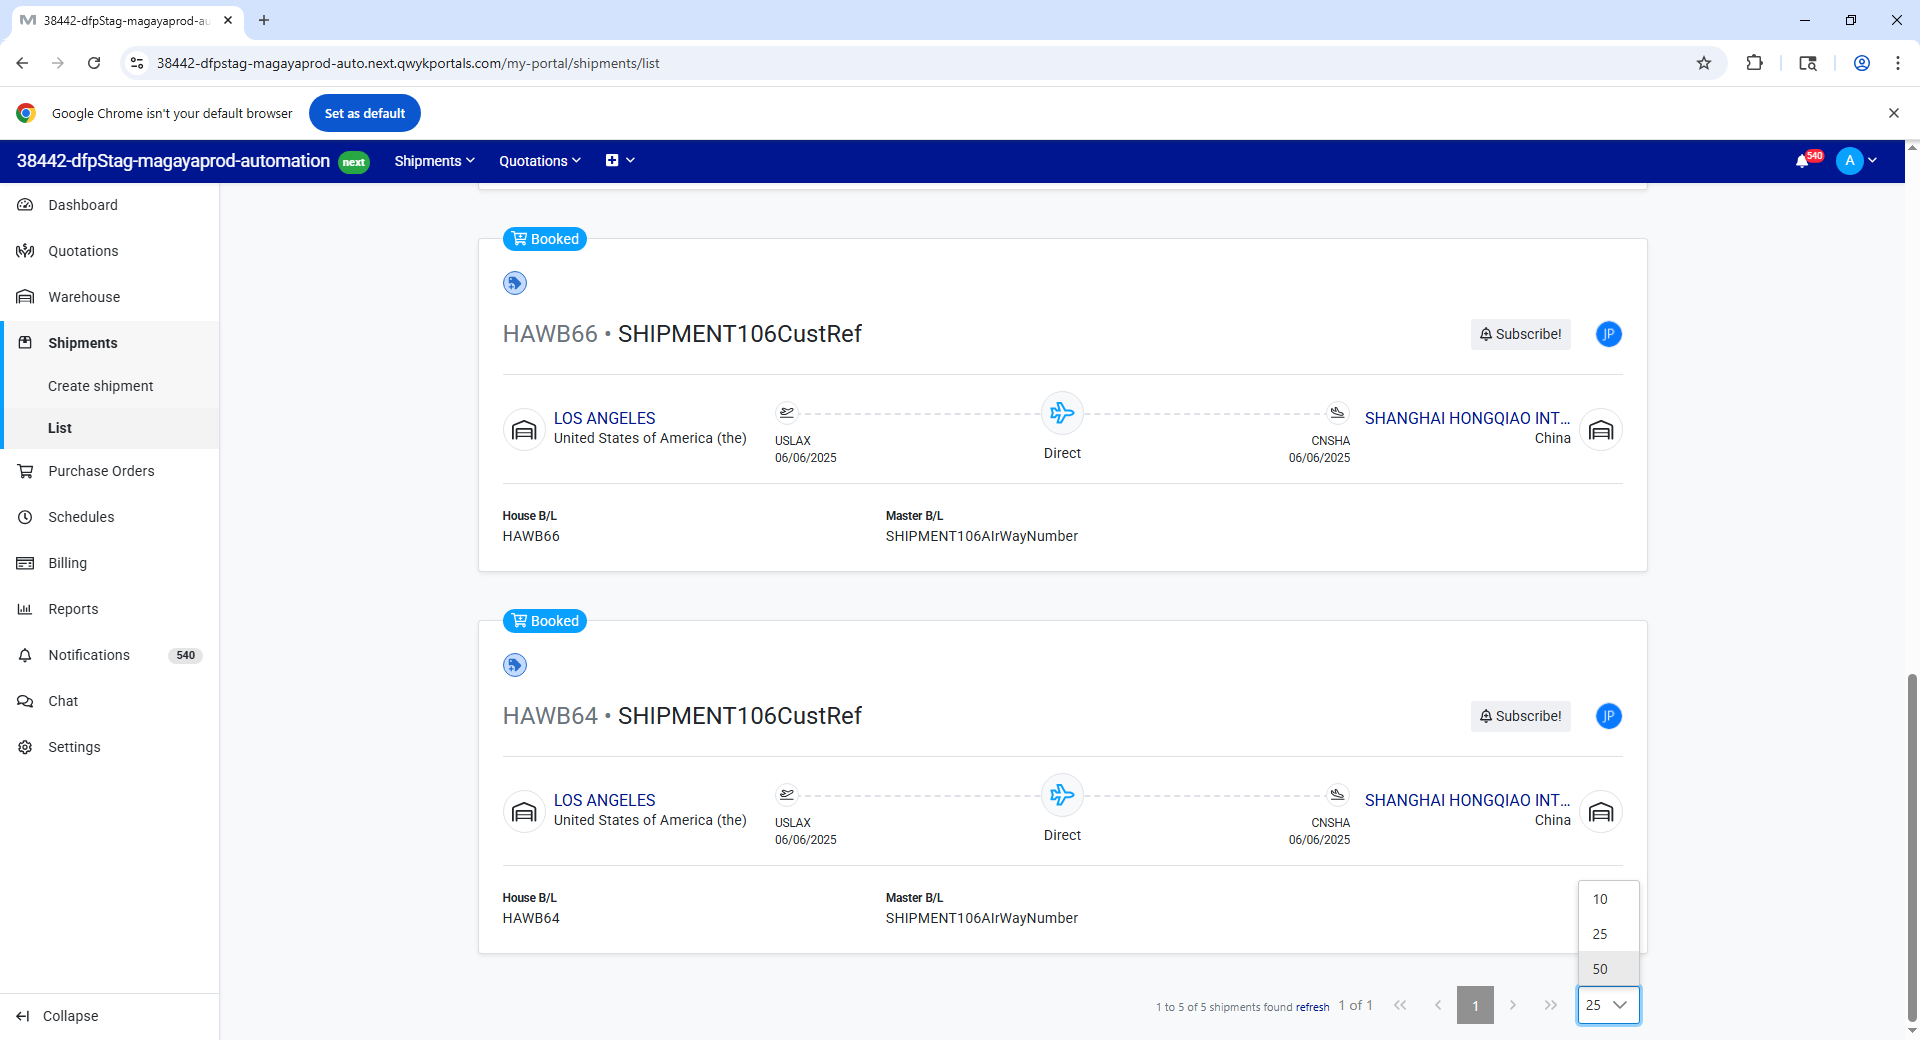 38442-dfpStag-magayaprod-au
38442-dfpstag-magayaprod-auto.next.qwykportals.com/my-portal/shipments/list
Google Chrome isn't your default browser
Set as default
38442-dfpStag-magayaprod-automation next
Shipments
Quotations
540
A
Dashboard
Quotations
Warehouse
Shipments
Create shipment
List
Purchase Orders
Schedules
Billing
Reports
Notifications 540
Chat
Settings
Collapse
Booked
HAWB66 • SHIPMENT106CustRef
Subscribe!
JP
LOS ANGELES
United States of America (the)
USLAX
06/06/2025
Direct
CNSHA
06/06/2025
SHANGHAI HONGQIAO INT...
China
House B/L
HAWB66
Master B/L
SHIPMENT106AIrWayNumber
Booked
HAWB64 • SHIPMENT106CustRef
Subscribe!
JP
LOS ANGELES
United States of America (the)
USLAX
06/06/2025
Direct
CNSHA
06/06/2025
SHANGHAI HONGQIAO INT...
China
House B/L
HAWB64
Master B/L
SHIPMENT106AIrWayNumber
10
25
50
1 to 5 of 5 shipments found refresh 1 of 1 1 25